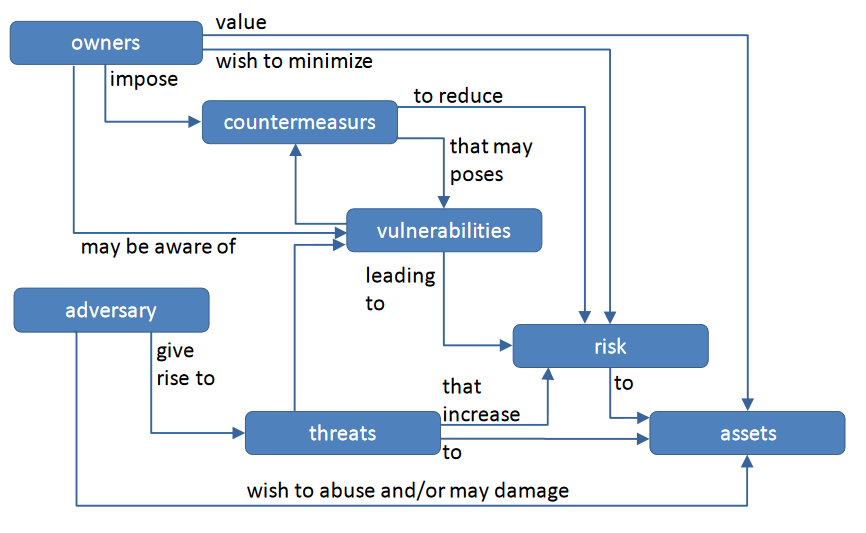 value
owners
wish to minimize
impose
to reduce
countermeasurs
that may
poses
vulnerabilities
may be aware of
leading
to
adversary
risk
give
rise to
that
increase
to
threats
to
assets
wish to abuse and/or may damage